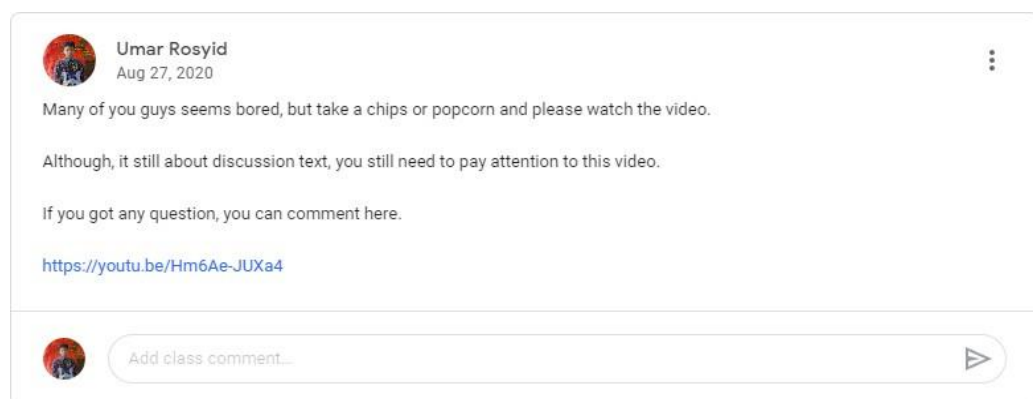 Umar Rosyid
Aug 27, 2020
Many of you guys seems bored, but take a chips or popcorn and please watch the video.
Although, it still about discussion text, you still need to pay attention to this video.
If you got any question, you can comment here.
https://youtu.be/Hm6Ae-JUXa4
Add class comment...